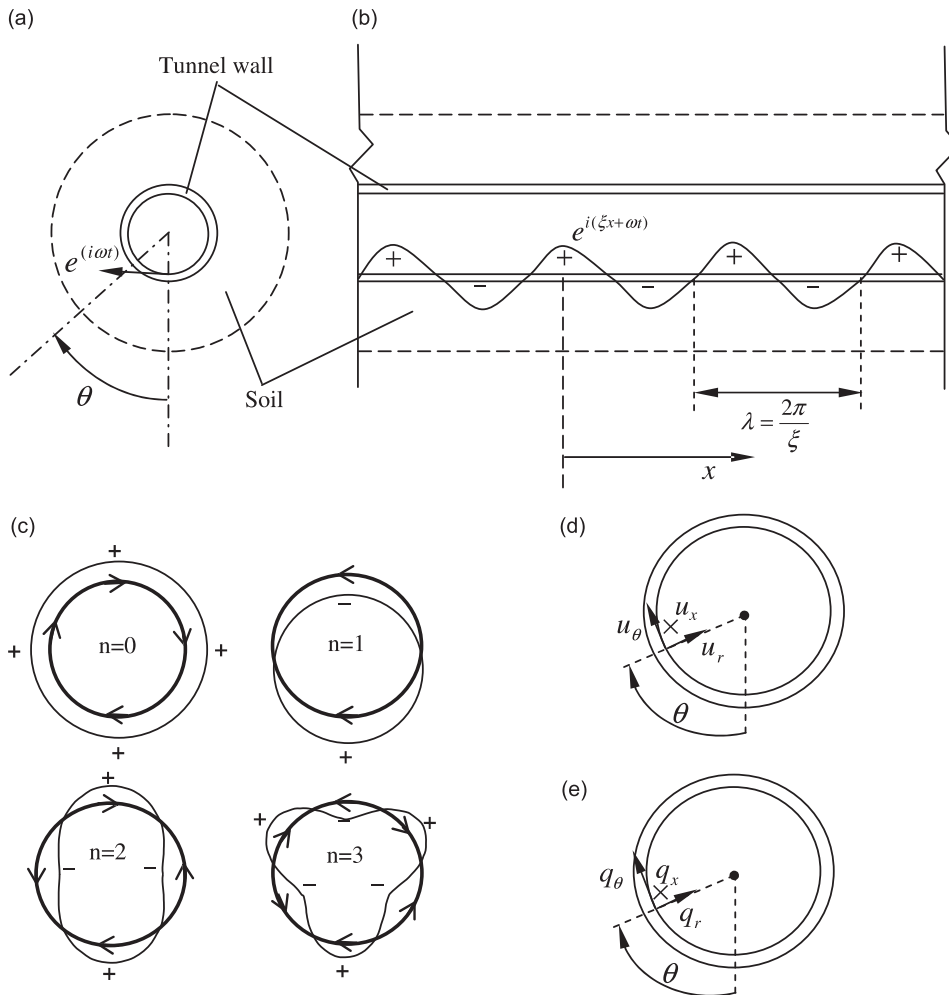 (a)
(b)
Tunnel wall
e^{(iωt)}
e^{i(ξx+ωt)}
+ + + +
− − −
θ
Soil
λ = 2π/ξ
x
(c)
(d)
+
+ n=0 +
+
−
n=1
+
+
n=2
− −
+
+ − +
n=3
− −
+
u_θ
u_x
u_r
θ
(e)
q_θ
q_x
q_r
θ